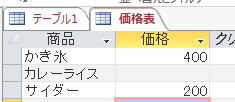 テーブル1 価格表
商品 価格
かき氷 400
カレーライス
サイダー 200